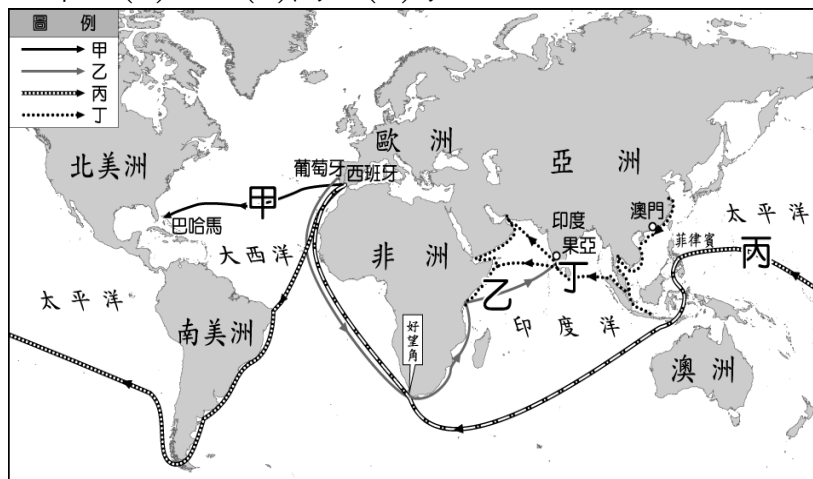 圖例
甲
乙
丙
丁
歐洲
北美洲
亞洲
葡萄牙
西班牙
甲
巴哈馬
澳門
太平洋
印度
果亞
菲律賓
丙
大西洋
非洲
丁
乙
太平洋
印度洋
南美洲
好望角
澳洲